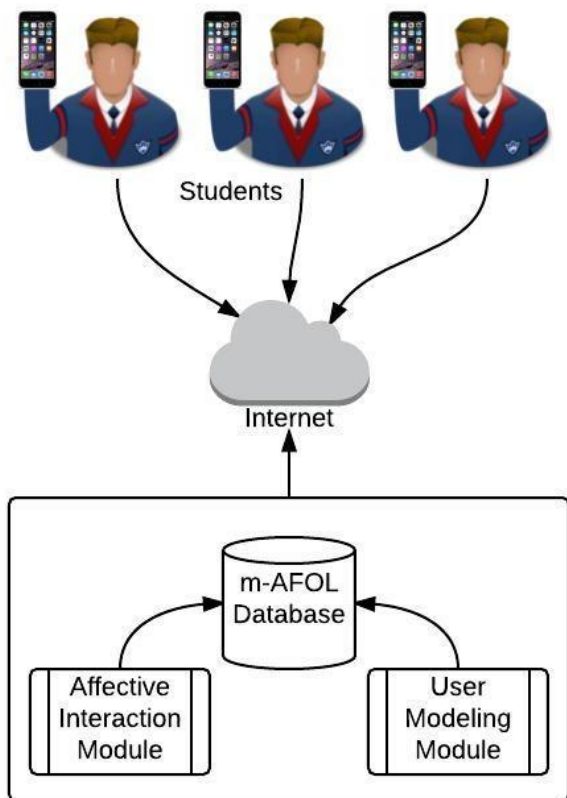 Students
Internet
m-AFOL
Database
Affective
Interaction
Module
User
Modeling
Module